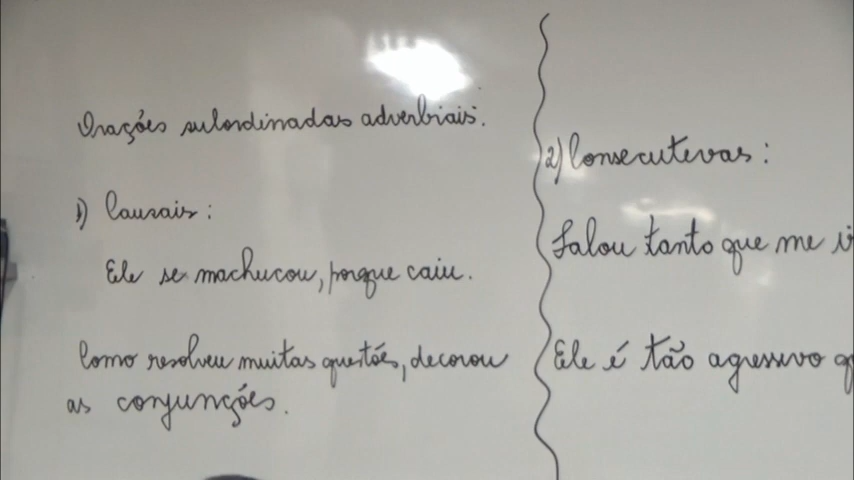 Orações subordinadas adverbiais:
1) Causais:
Ele se machucou, porque caiu.
Como resolveu muitas questões, decorou
as conjunções.
2) Consecutivas:
Falou tanto que me
Ele é tão agressivo